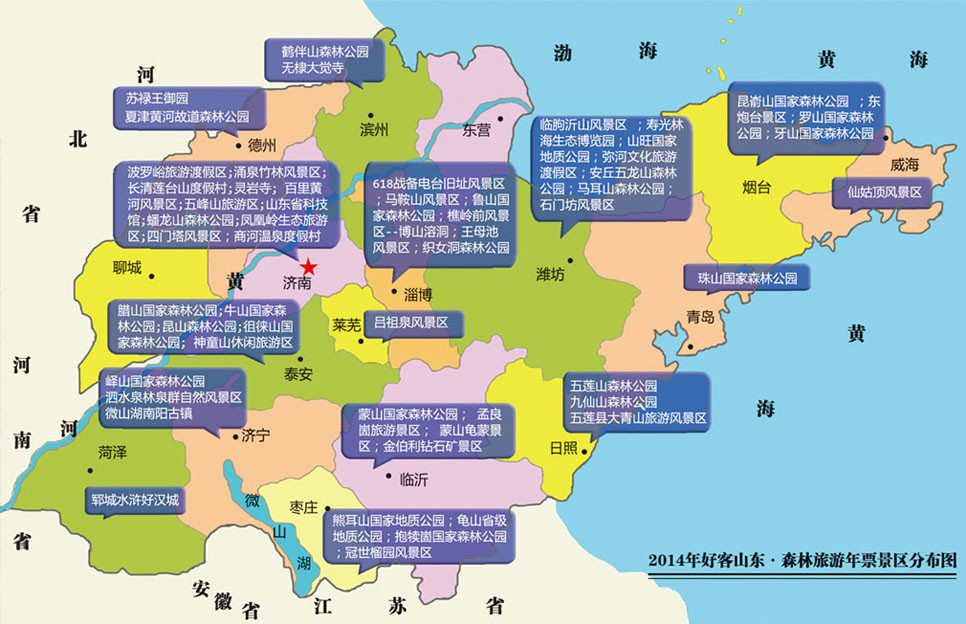 渤 海
黄 海
河
北
省
鹤伴山森林公园
无棣大觉寺
苏禄王御园
夏津黄河故道森林公园
德州
滨州
东营
昆嵛山国家森林公园 ；东
炮台景区；罗山国家森林
公园；牙山国家森林公园
威海
烟台
仙姑顶风景区
临朐沂山风景区 ；寿光林
海生态博览园；山旺国家
地质公园；弥河文化旅游
度假区；安丘五龙山森林
公园；马耳山森林公园；
石门坊风景区
波罗峪旅游度假区;涌泉竹林风景区;
长清莲台山度假村;灵岩寺； 百里黄
河风景区;五峰山旅游区;山东省科技
馆;蟠龙山森林公园;凤凰岭生态旅游
区;四门塔风景区；商河温泉度假村
618战备电台旧址风景区
；马鞍山风景区；鲁山国
家森林公园；樵岭前风景
区--博山溶洞；王母池
风景区；织女洞森林公园
聊城
黄
济南
淄博
潍坊
珠山国家森林公园
青岛
黄
海
腊山国家森林公园;牛山国家森
林公园;昆山森林公园;徂徕山国
家森林公园； 神童山休闲旅游区
莱芜
吕祖泉风景区
泰安
河
南
省
峄山国家森林公园
泗水泉林泉群自然风景区
微山湖南阳古镇
河
济宁
五莲山森林公园
九仙山森林公园
五莲县大青山旅游风景区
日照
蒙山国家森林公园； 孟良
崮旅游景区； 蒙山龟蒙景
区；金伯利钻石矿景区
临沂
菏泽
郓城水浒好汉城
微
山
湖
枣庄
熊耳山国家地质公园；龟山省级
地质公园；抱犊崮国家森林公园
；冠世榴园风景区
2014年好客山东·森林旅游年票景区分布图
安徽省
江 苏 省